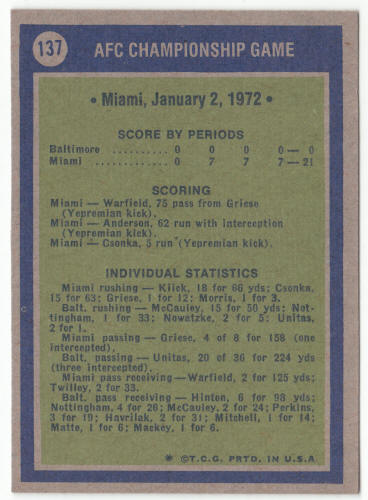 137
AFC CHAMPIONSHIP GAME
• Miami, January 2, 1972 •
SCORE BY PERIODS
Baltimore .......... 0 0 0 0 — 0
Miami ............. 0 7 7 7 — 21
SCORING
Miami — Warfield, 75 pass from Griese
(Yepremian kick).
Miami — Anderson, 62 run with interception
(Yepremian kick).
Miami — Csonka, 5 run (Yepremian kick).
INDIVIDUAL STATISTICS
Miami rushing — Kiick, 18 for 66 yds; Csonka,
15 for 63; Griese, 1 for 12; Morris, 1 for 3.
Balt. rushing — McCauley, 15 for 50 yds; Not-
tingham, 1 for 33; Nowatzke, 2 for 5; Unitas,
2 for 1.
Miami passing — Griese, 4 of 8 for 158 (one
intercepted).
Balt. passing — Unitas, 20 of 36 for 224 yds
(three intercepted).
Miami pass receiving — Warfield, 2 for 125 yds;
Twilley, 2 for 33.
Balt. pass receiving — Hinton, 6 for 98 yds;
Nottingham, 4 for 26; McCauley, 2 for 24; Perkins,
3 for 19; Havrilak, 2 for 31; Mitchell, 1 for 14;
Matte, 1 for 6; Mackey, 1 for 6.
* ©T.C.G. PRTD. IN U.S.A.